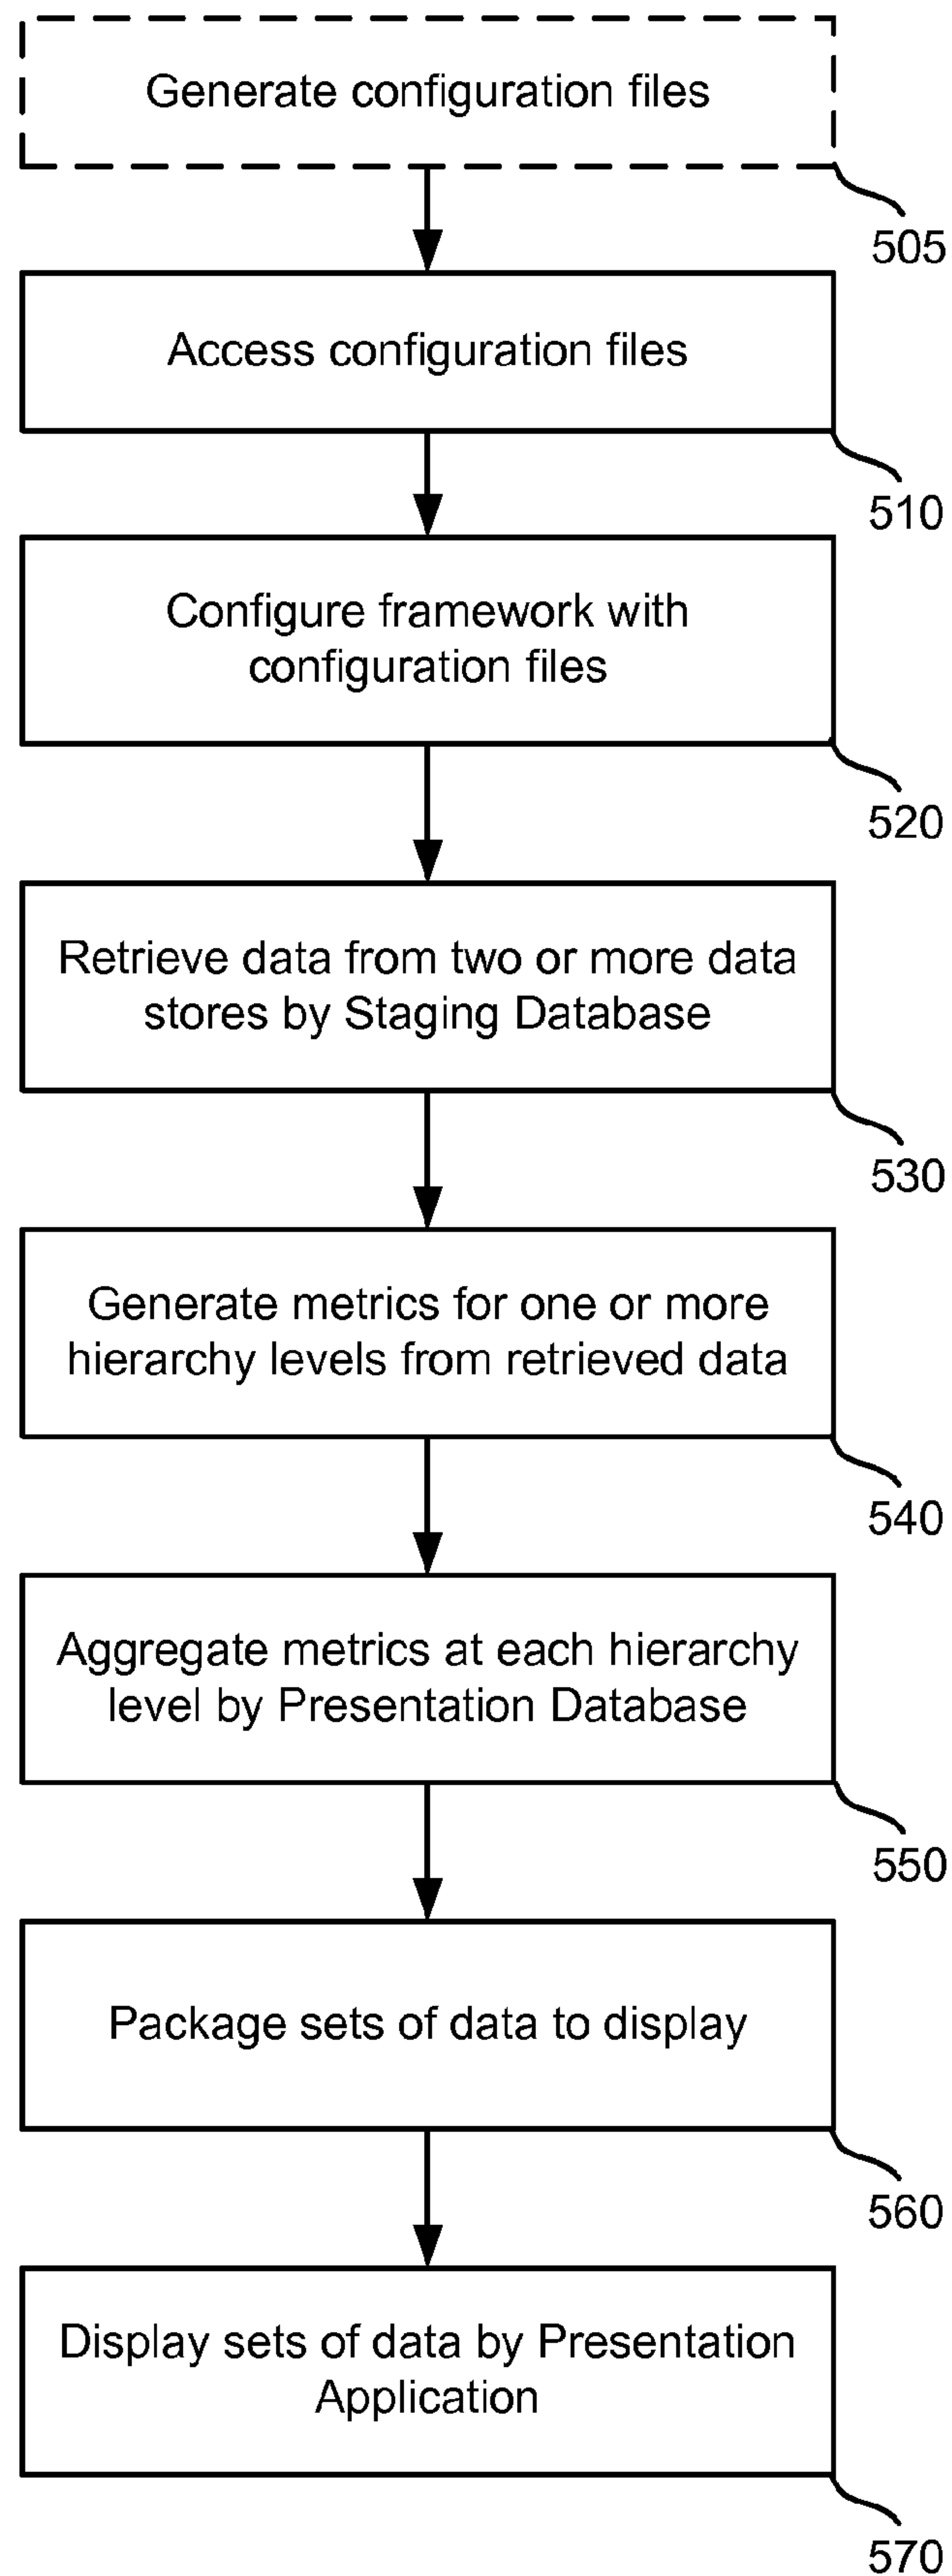 Generate configuration files
505
Access configuration files
510
Configure framework with
configuration files
520
Retrieve data from two or more data
stores by Staging Database
530
Generate metrics for one or more
hierarchy levels from retrieved data
540
Aggregate metrics at each hierarchy
level by Presentation Database
550
Package sets of data to display
560
Display sets of data by Presentation
Application
570